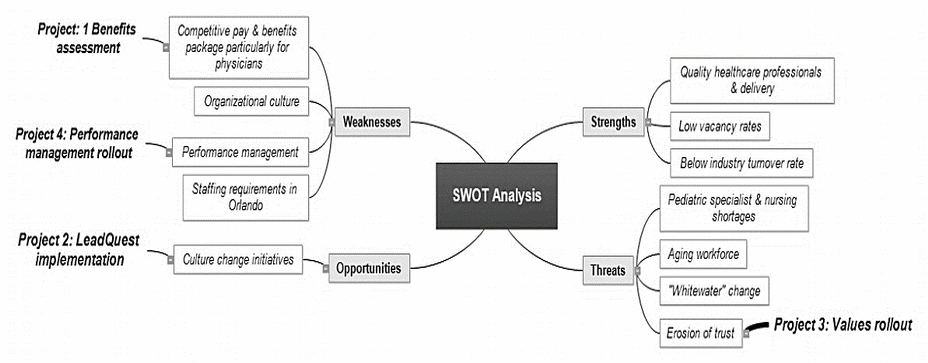 Project: 1 Benefits
assessment
Competitive pay & benefits
package particularly for
physicians
Organizational culture
Weaknesses
Project 4: Performance
management rollout
Performance management
Staffing requirements in
Orlando
Project 2: LeadQuest
implementation
Culture change initiatives
Opportunities
SWOT Analysis
Quality healthcare professionals
& delivery
Strengths
Low vacancy rates
Below industry turnover rate
Pediatric specialist & nursing
shortages
Aging workforce
Threats
"Whitewater" change
Erosion of trust
Project 3: Values rollout